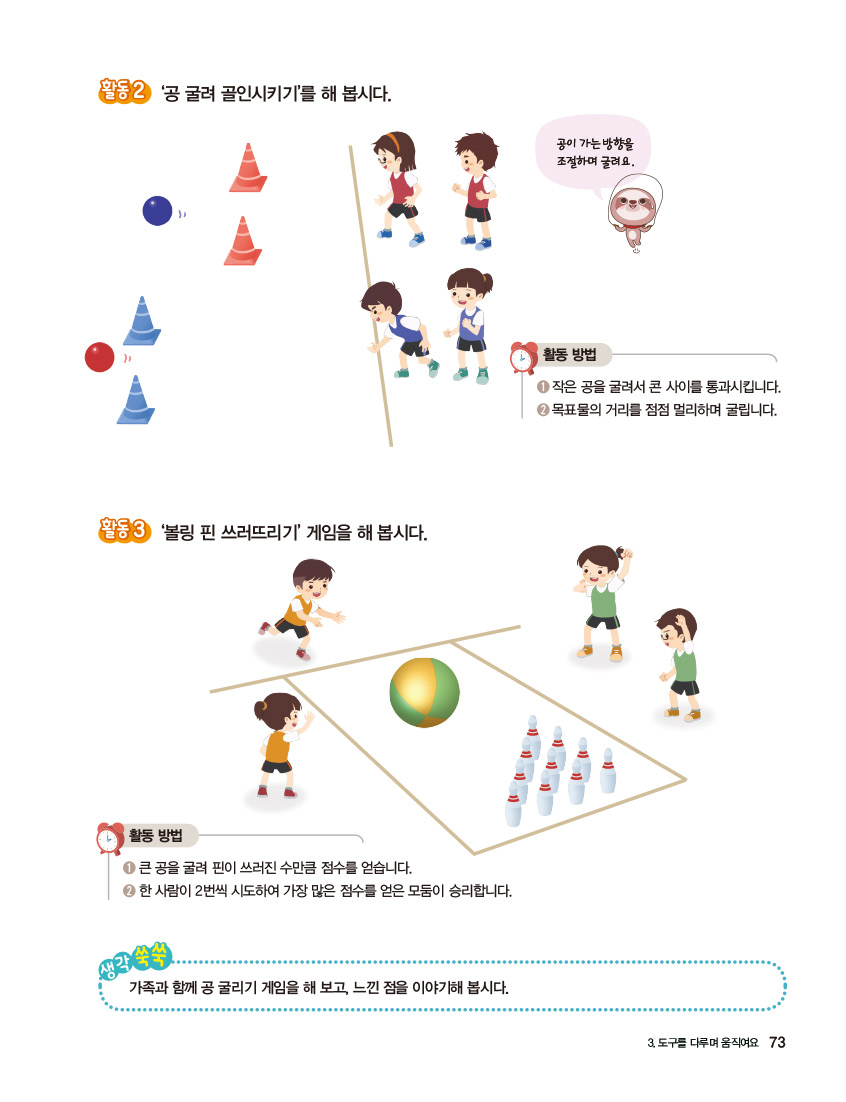 활동 2 '공 굴려 골인시키기'를 해 봅시다.
공이 가는 방향을
조절하며 굴려요.
활동 방법
① 작은 공을 굴려서 콘 사이를 통과시킵니다.
② 목표물의 거리를 점점 멀리하며 굴립니다.
활동 3 '볼링 핀 쓰러뜨리기' 게임을 해 봅시다.
활동 방법
① 큰 공을 굴려 핀이 쓰러진 수만큼 점수를 얻습니다.
② 한 사람이 2번씩 시도하여 가장 많은 점수를 얻은 모둠이 승리합니다.
생각 쑥쑥
가족과 함께 공 굴리기 게임을 해 보고, 느낀 점을 이야기해 봅시다.
3. 도구를 다루며 움직여요 73